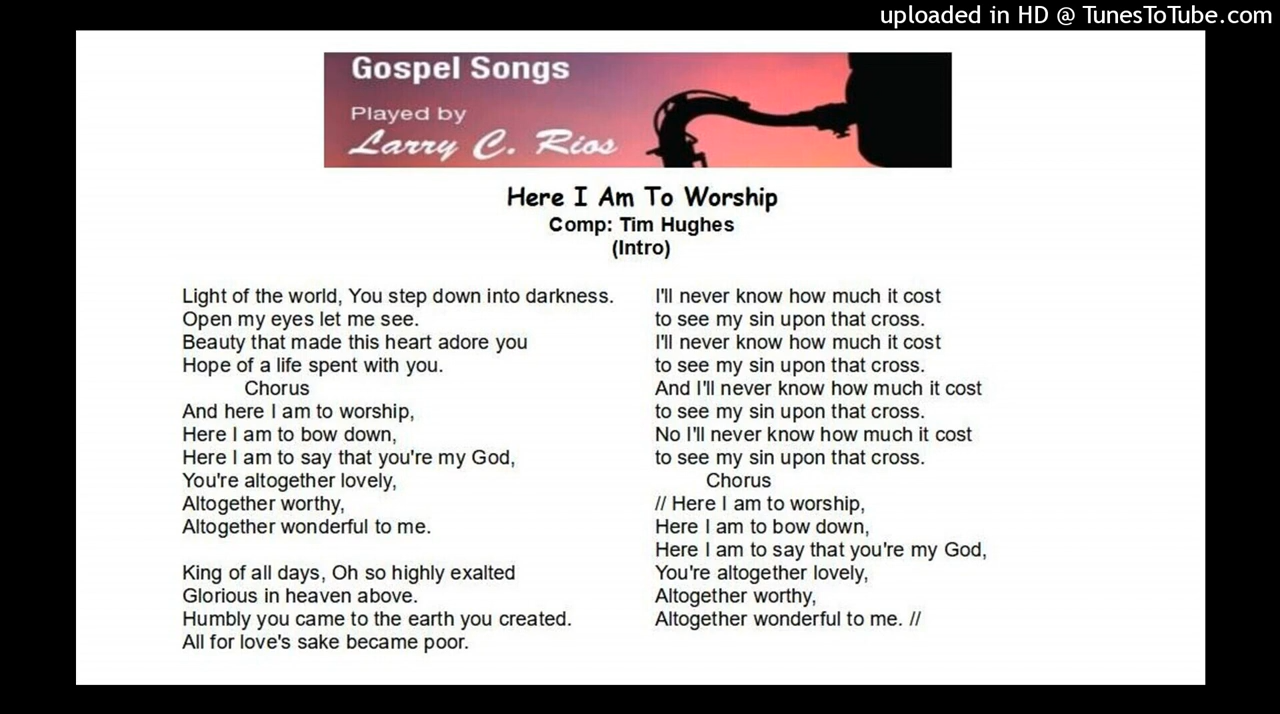 uploaded in HD @ TunesToTube.com
Gospel Songs
Played by
Larry C. Rios
Here I Am To Worship
Comp: Tim Hughes
(Intro)
Light of the world, You step down into darkness.
Open my eyes let me see.
Beauty that made this heart adore you
Hope of a life spent with you.
Chorus
And here I am to worship,
Here I am to bow down,
Here I am to say that you're my God,
You're altogether lovely,
Altogether worthy,
Altogether wonderful to me.
King of all days, Oh so highly exalted
Glorious in heaven above.
Humbly you came to the earth you created.
All for love's sake became poor.
I'll never know how much it cost
to see my sin upon that cross.
I'll never know how much it cost
to see my sin upon that cross.
And I'll never know how much it cost
to see my sin upon that cross.
No I'll never know how much it cost
to see my sin upon that cross.
Chorus
// Here I am to worship,
Here I am to bow down,
Here I am to say that you're my God,
You're altogether lovely,
Altogether worthy,
Altogether wonderful to me. //